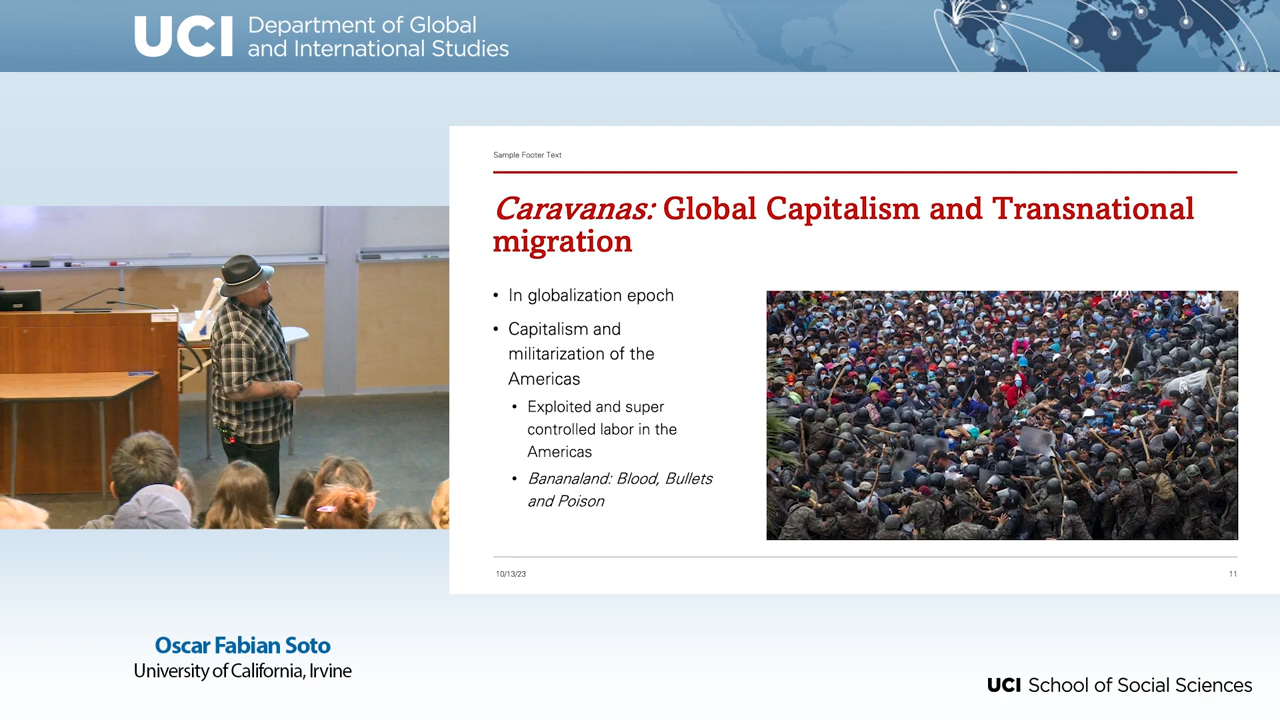 UCI Department of Global
and International Studies
Sample Footer Text
Caravanas: Global Capitalism and Transnational
migration
• In globalization epoch
• Capitalism and
militarization of the
Americas
• Exploited and super
controlled labor in the
Americas
• Bananaland: Blood, Bullets
and Poison
10/13/23
11
Oscar Fabian Soto
University of California, Irvine
UCI School of Social Sciences